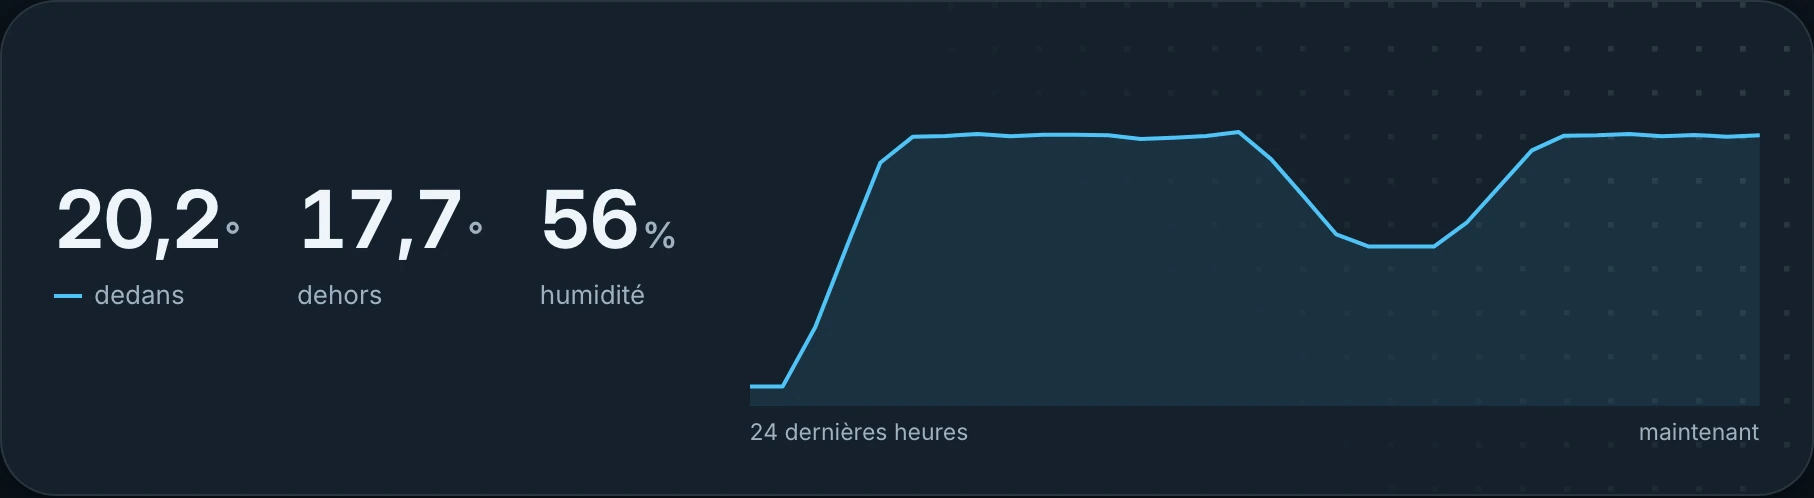 20,2° 17,7° 56%
dedans dehors humidité
24 dernières heures maintenant